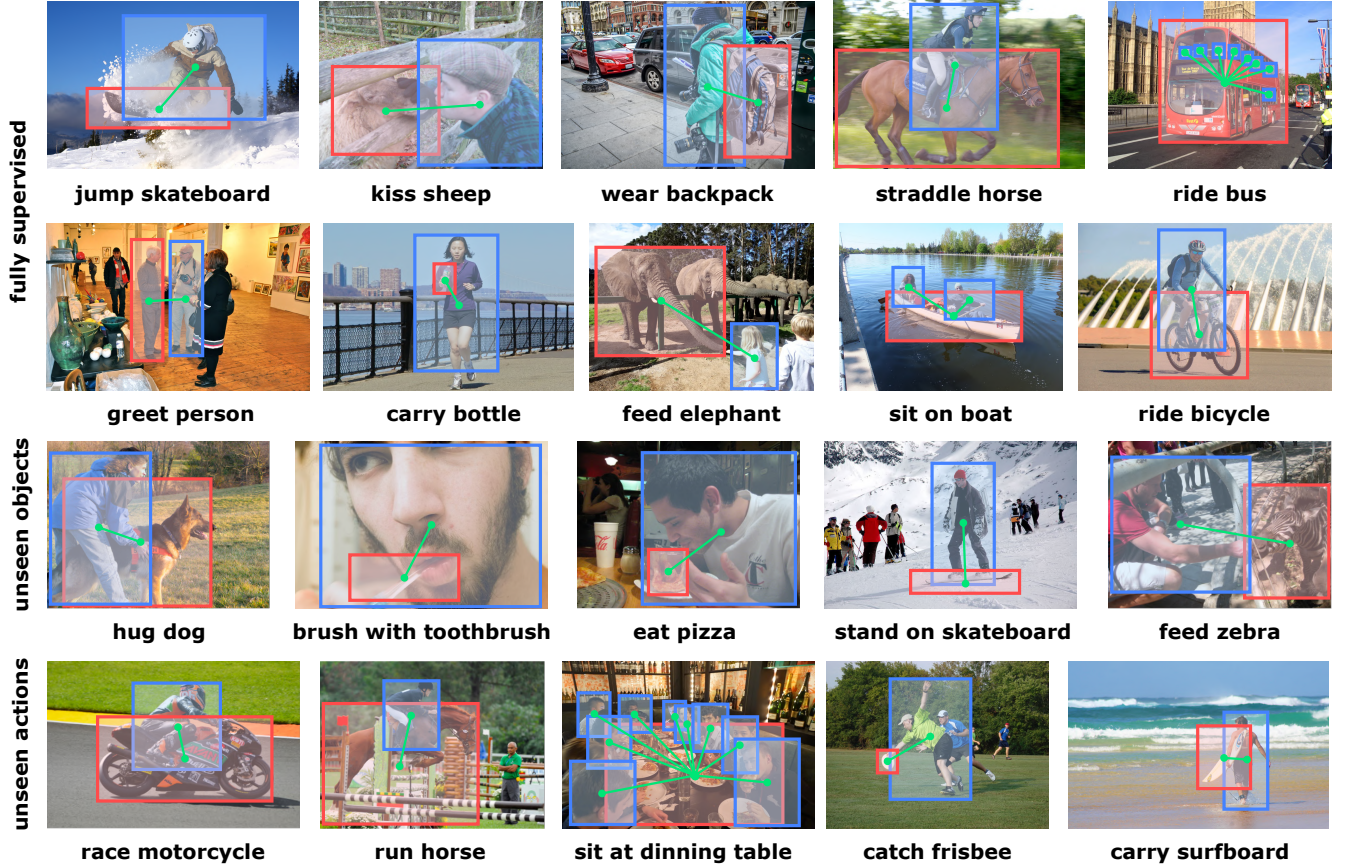 fully supervised
jump skateboard
kiss sheep
wear backpack
straddle horse
ride bus
greet person
carry bottle
feed elephant
sit on boat
ride bicycle
unseen objects
hug dog
brush with toothbrush
eat pizza
stand on skateboard
feed zebra
unseen actions
race motorcycle
run horse
sit at dinning table
catch frisbee
carry surfboard